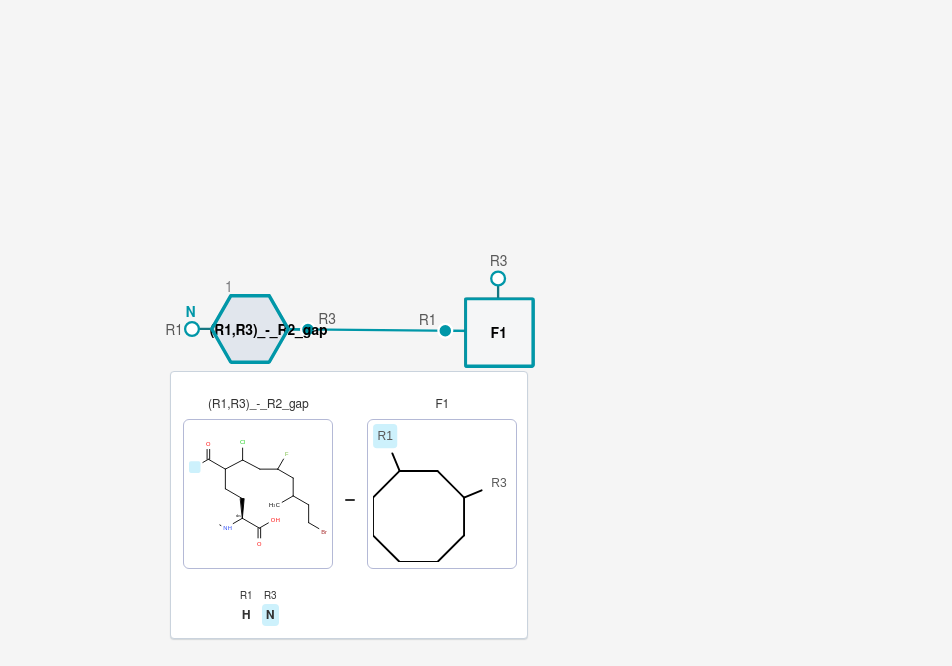 R3
1
N
R1
(R1,R3)_-_R2_gap
R3
R1
F1
(R1,R3)_-_R2_gap
F1
O
Cl
F
H₃C
NH
OH
O
Br
R1
R3
–
R1 R3
H N